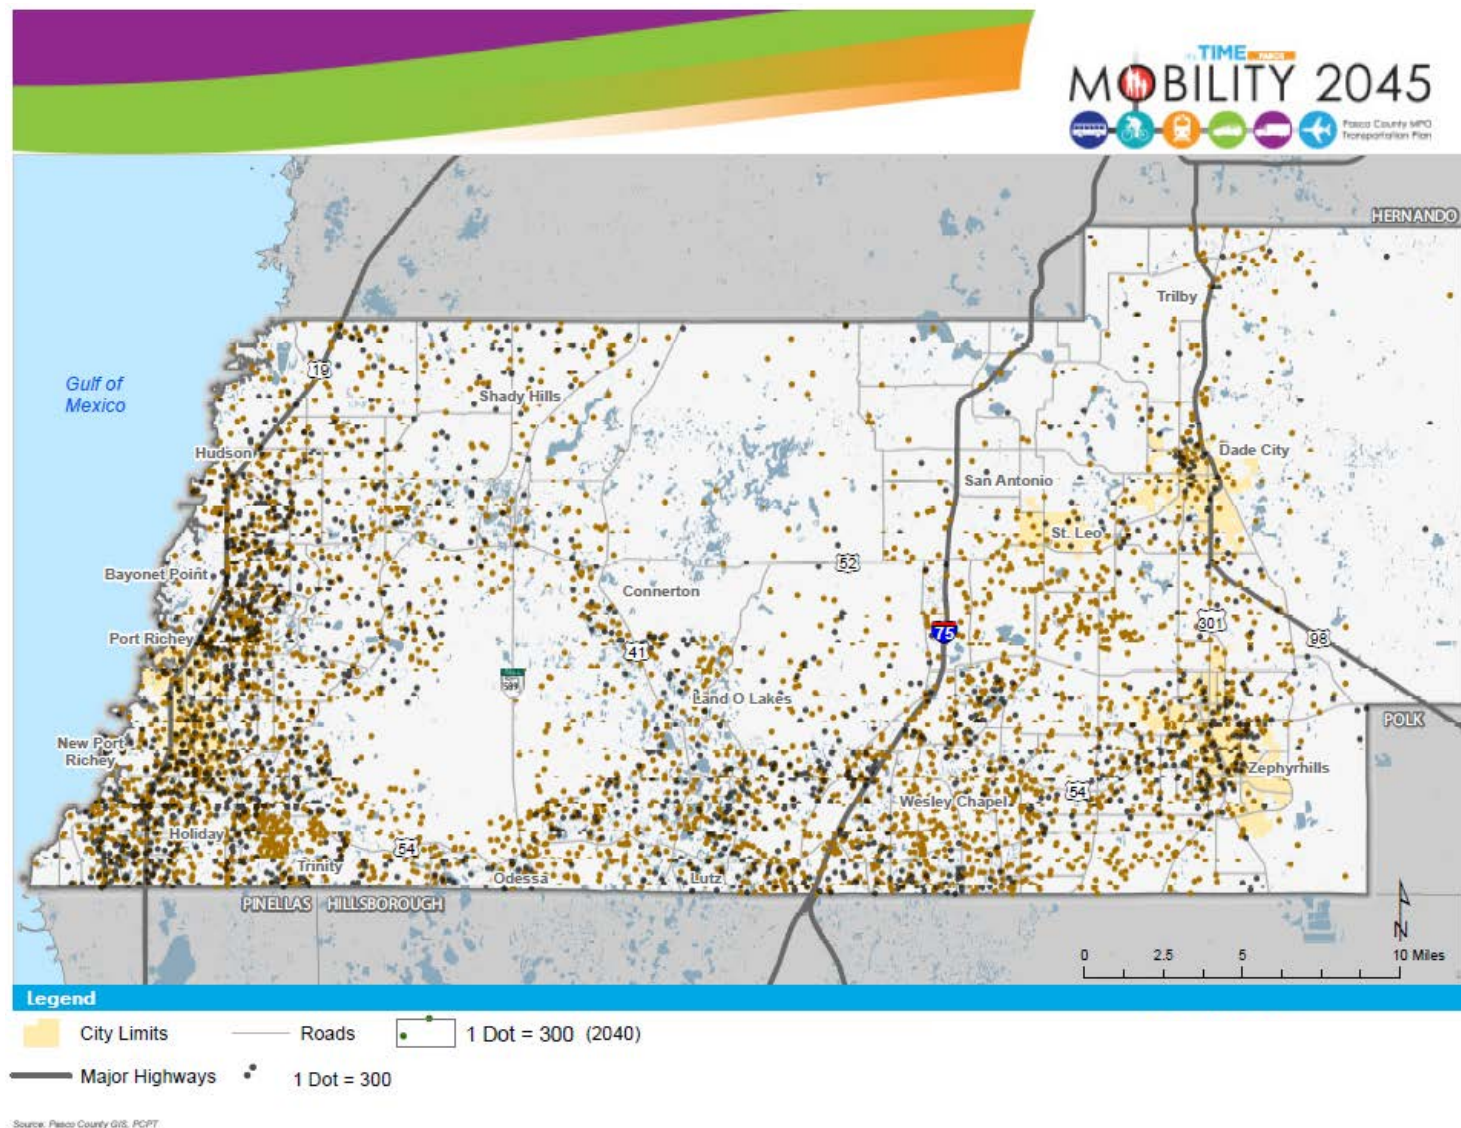 TIME PASCO
MOBILITY 2045
Pasco County MPO
Transportation Plan
HERNANDO
Trilby
19
Gulf of
Mexico
Shady Hills
Hudson
Dade City
San Antonio
St. Leo
52
Bayonet Point
Connerton
Port Richey
75
301
98
41
589
Land O Lakes
POLK
New Port
Richey
Zephyrhills
54
Wesley Chapel
Holiday
54
Trinity
Odessa
Lutz
PINELLAS HILLSBOROUGH
N
0 2.5 5 10 Miles
Legend
City Limits Roads 1 Dot = 300 (2040)
Major Highways 1 Dot = 300
Source: Pasco County GIS, PCPT